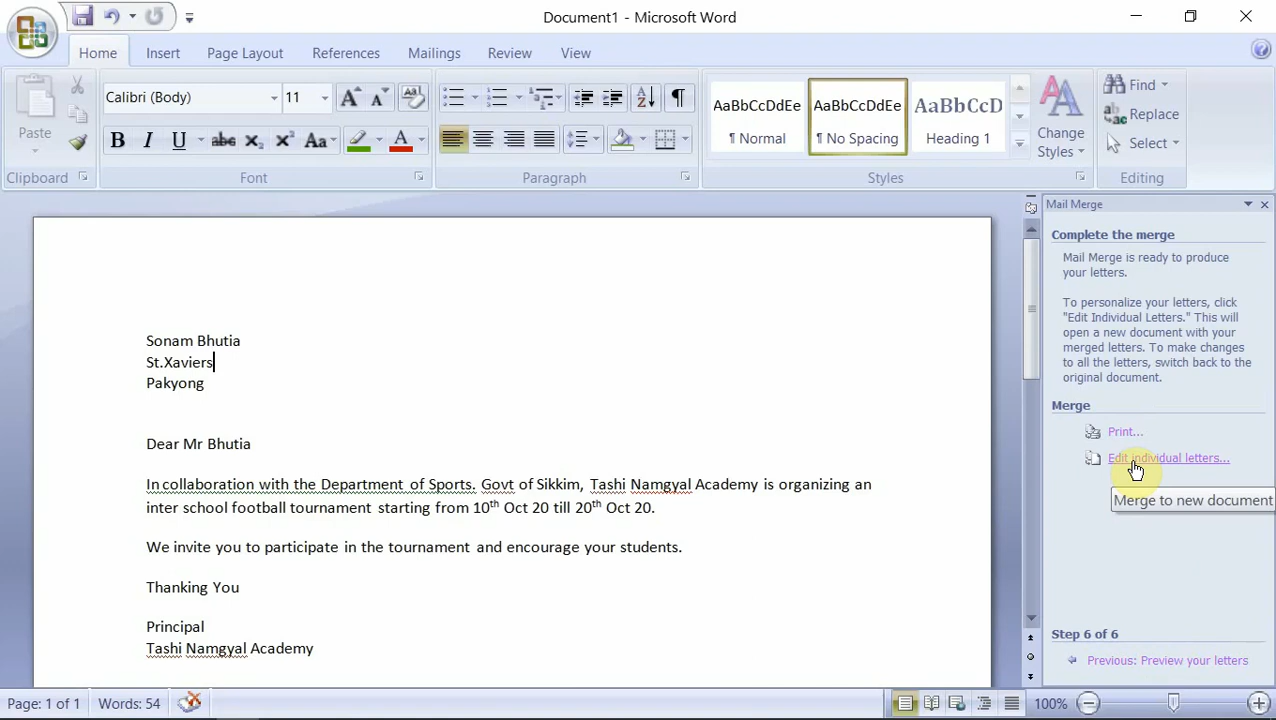 Document1 - Microsoft Word
Home Insert Page Layout References Mailings Review View
Paste
Calibri (Body) 11
B I U abc X₂ X² Aa
AaBbCcDdEe AaBbCcDdEe AaBbCcD
¶ Normal ¶ No Spacing Heading 1
Change Styles
Find
Replace
Select
Clipboard Font Paragraph Styles Editing
Sonam Bhutia
St.Xaviers
Pakyong
Dear Mr Bhutia
In collaboration with the Department of Sports. Govt of Sikkim, Tashi Namgyal Academy is organizing an
inter school football tournament starting from 10th Oct 20 till 20th Oct 20.
We invite you to participate in the tournament and encourage your students.
Thanking You
Principal
Tashi Namgyal Academy
Mail Merge
Complete the merge
Mail Merge is ready to produce
your letters.
To personalize your letters, click
"Edit Individual Letters." This will
open a new document with your
merged letters. To make changes
to all the letters, switch back to the
original document.
Merge
Print...
Edit individual letters...
Merge to new document
Step 6 of 6
Previous: Preview your letters
Page: 1 of 1 Words: 54 100%